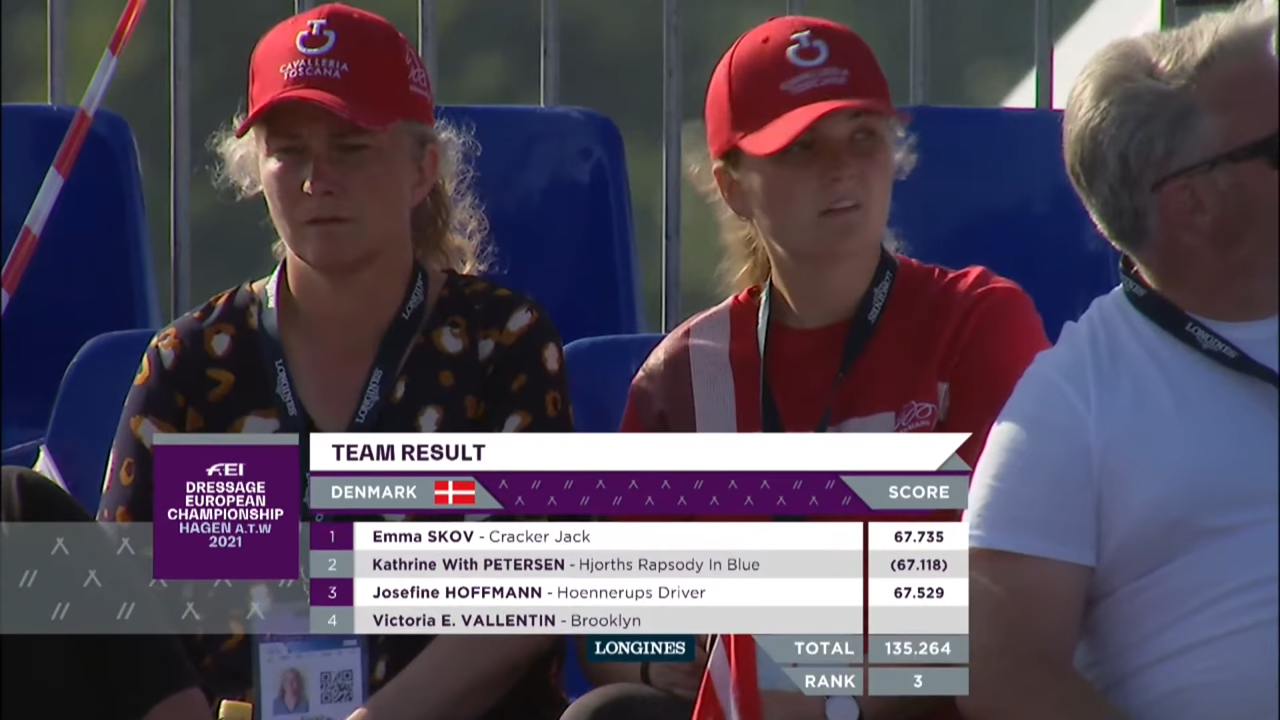 CAVALLERIA
TOSCANA
LONGINES
LONGINES
LONGINES
LONGINES
TEAM RESULT
FEI
DRESSAGE
EUROPEAN
CHAMPIONSHIP
HAGEN A.T.W
2021
DENMARK SCORE
1 Emma SKOV - Cracker Jack 67.735
2 Kathrine With PETERSEN - Hjorths Rapsody In Blue (67.118)
3 Josefine HOFFMANN - Hoennerups Driver 67.529
4 Victoria E. VALLENTIN - Brooklyn
LONGINES TOTAL 135.264
RANK 3